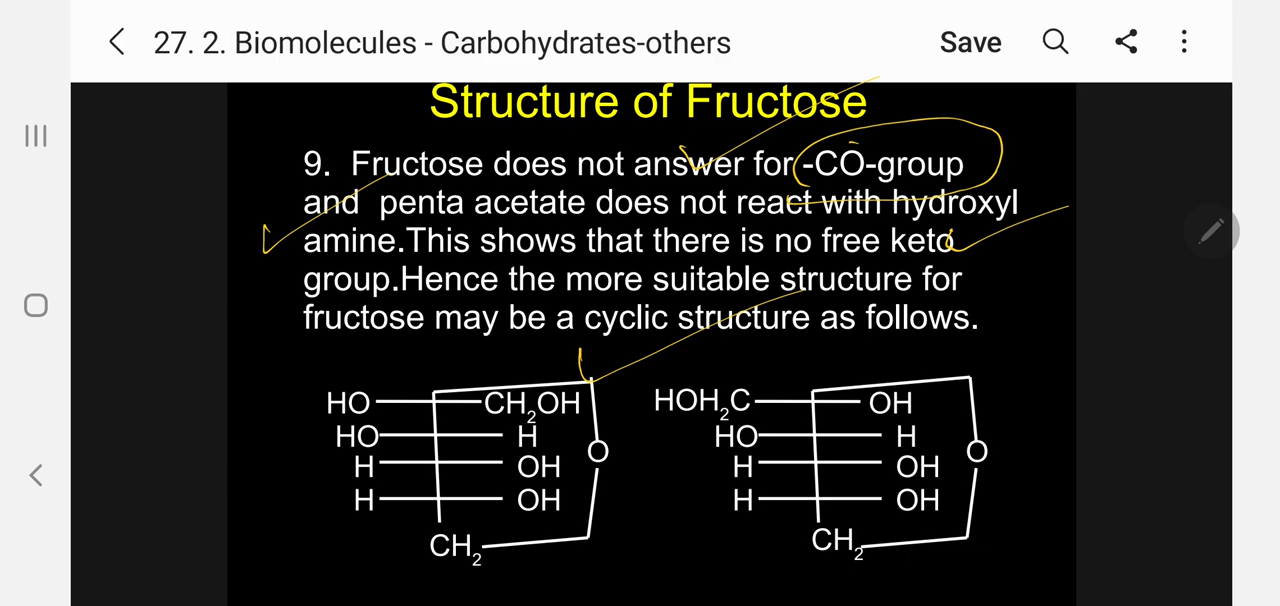 27. 2. Biomolecules - Carbohydrates-others
Save
Structure of Fructose
9. Fructose does not answer for -CO-group
and penta acetate does not react with hydroxyl
amine.This shows that there is no free keto
group.Hence the more suitable structure for
fructose may be a cyclic structure as follows.
HO CH2OH
HO H
H OH
H OH
O
CH2
HOH2C OH
HO H
H OH
H OH
O
CH2